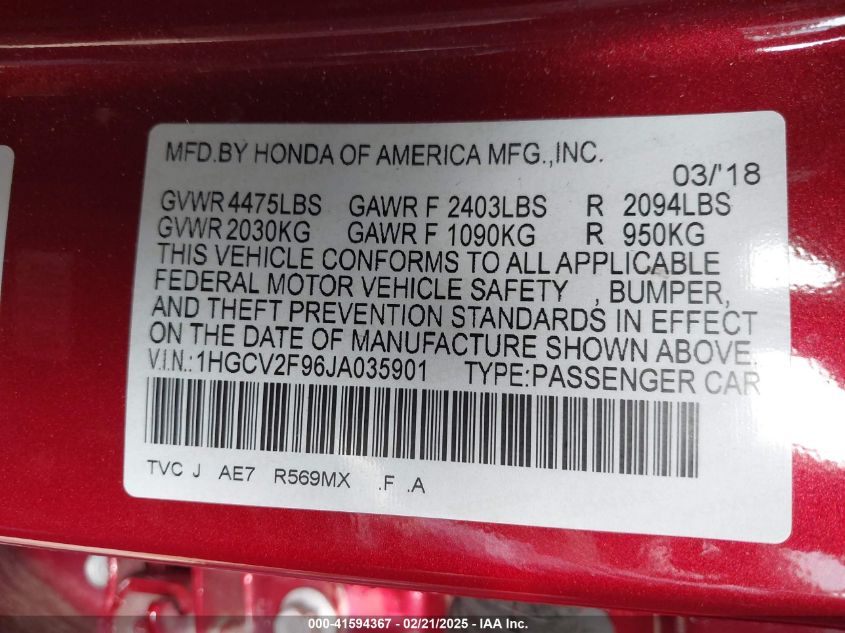 MFD.BY HONDA OF AMERICA MFG.,INC.
03/'18
GVWR 4475LBS GAWR F 2403LBS R 2094LBS
GVWR 2030KG GAWR F 1090KG R 950KG
THIS VEHICLE CONFORMS TO ALL APPLICABLE
FEDERAL MOTOR VEHICLE SAFETY , BUMPER,
AND THEFT PREVENTION STANDARDS IN EFFECT
ON THE DATE OF MANUFACTURE SHOWN ABOVE.
V.I.N.:1HGCV2F96JA035901 TYPE:PASSENGER CAR
TVC J AE7 R569MX .F .A
000-41594367 - 02/21/2025 - IAA Inc.